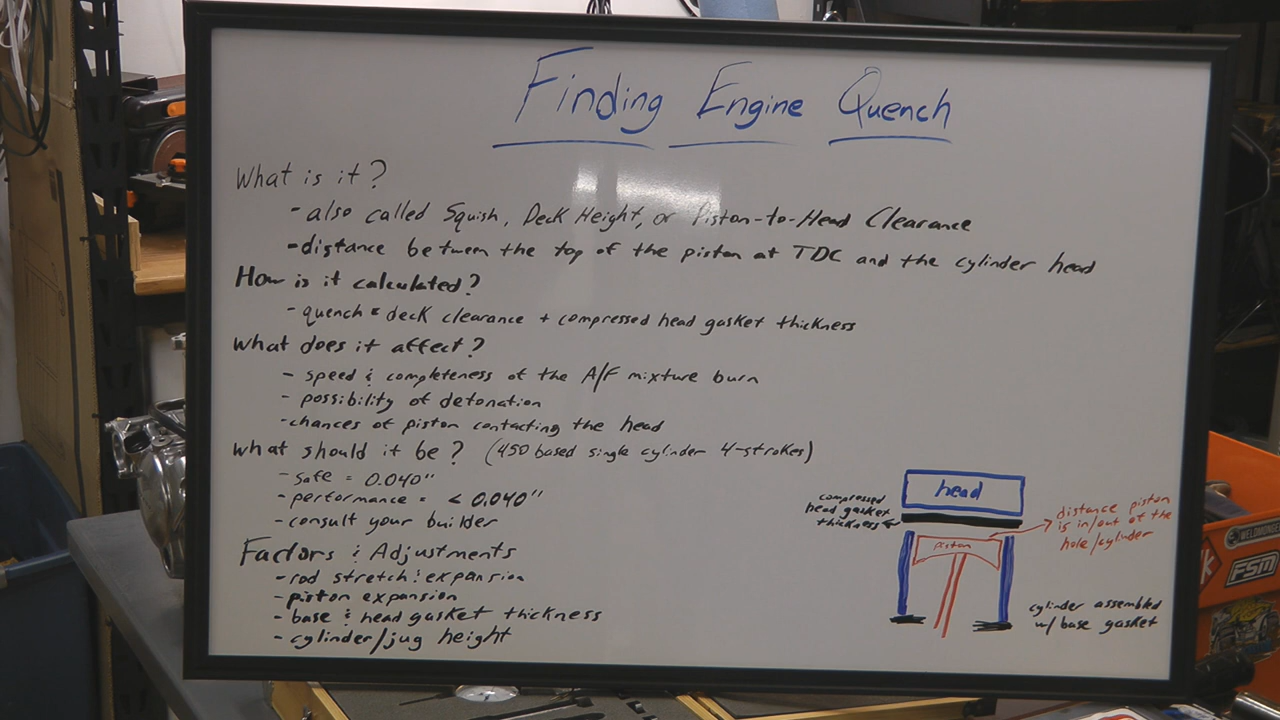 Finding Engine Quench
What is it?
- also called Squish, Deck Height, or Piston-to-Head Clearance
- distance between the top of the piston at TDC and the cylinder head
How is it calculated?
- quench = deck clearance + compressed head gasket thickness
What does it affect?
- speed & completeness of the A/F mixture burn
- possibility of detonation
- chances of piston contacting the head
What should it be? (450 based single cylinder 4-strokes)
- safe = 0.040"
- performance = < 0.040"
- consult your builder
Factors & Adjustments
- rod stretch & expansion
- piston expansion
- base & head gasket thickness
- cylinder/jug height
head
compressed
head gasket
thickness
piston
distance piston
is in/out of the
hole/cylinder
cylinder assembled
w/ base gasket
FSM